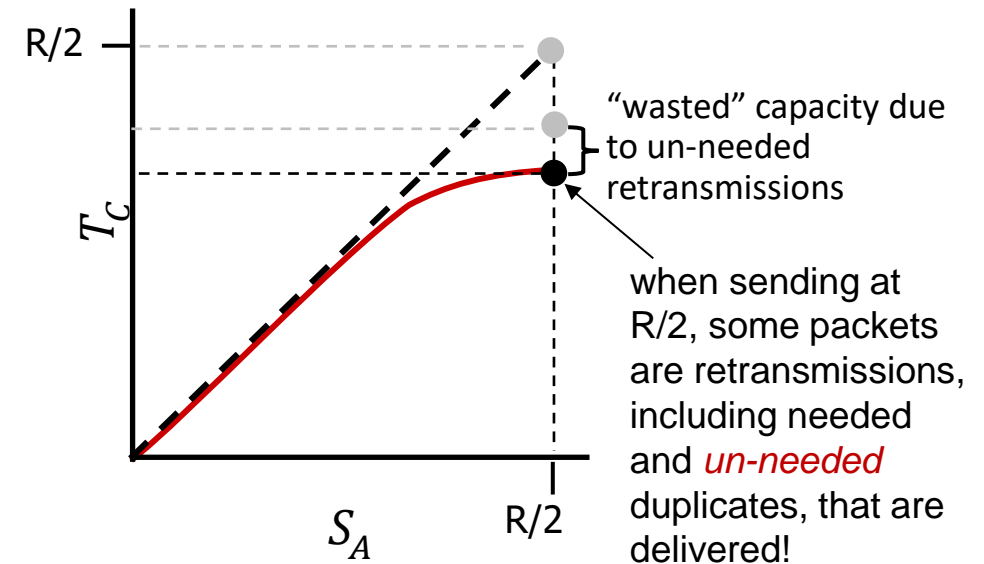 R/2
“wasted” capacity due
to un-needed
retransmissions
T_C
when sending at
R/2, some packets
are retransmissions,
including needed
and un-needed
duplicates, that are
delivered!
S_A
R/2